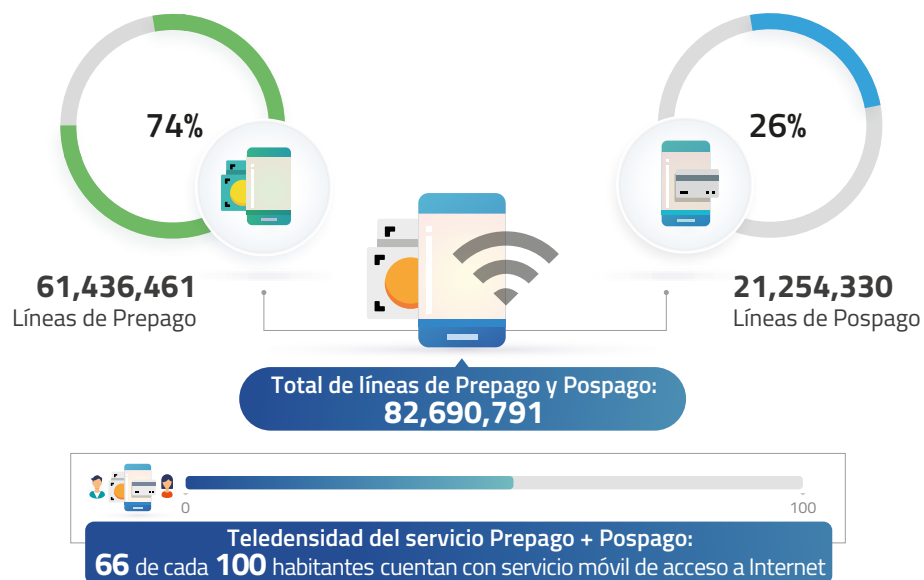 74%
26%
61,436,461
Líneas de Prepago
21,254,330
Líneas de Pospago
Total de líneas de Prepago y Pospago:
82,690,791
0
100
Teledensidad del servicio Prepago + Pospago:
66 de cada 100 habitantes cuentan con servicio móvil de acceso a Internet